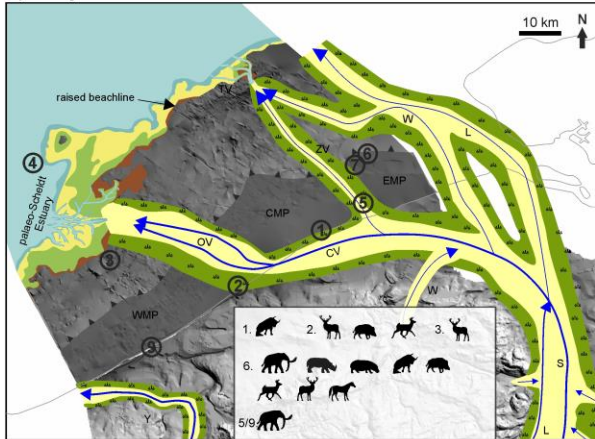 10 km
N
raised beachline
TV
W
L
④
ZV
⑥
⑦
EMP
palaeo-Scheldt
Estuary
CMP
⑤
①
OV
CV
⑧
②
W
WMP
1.
2.
3.
⑨
6.
S
Y
5/9.
L